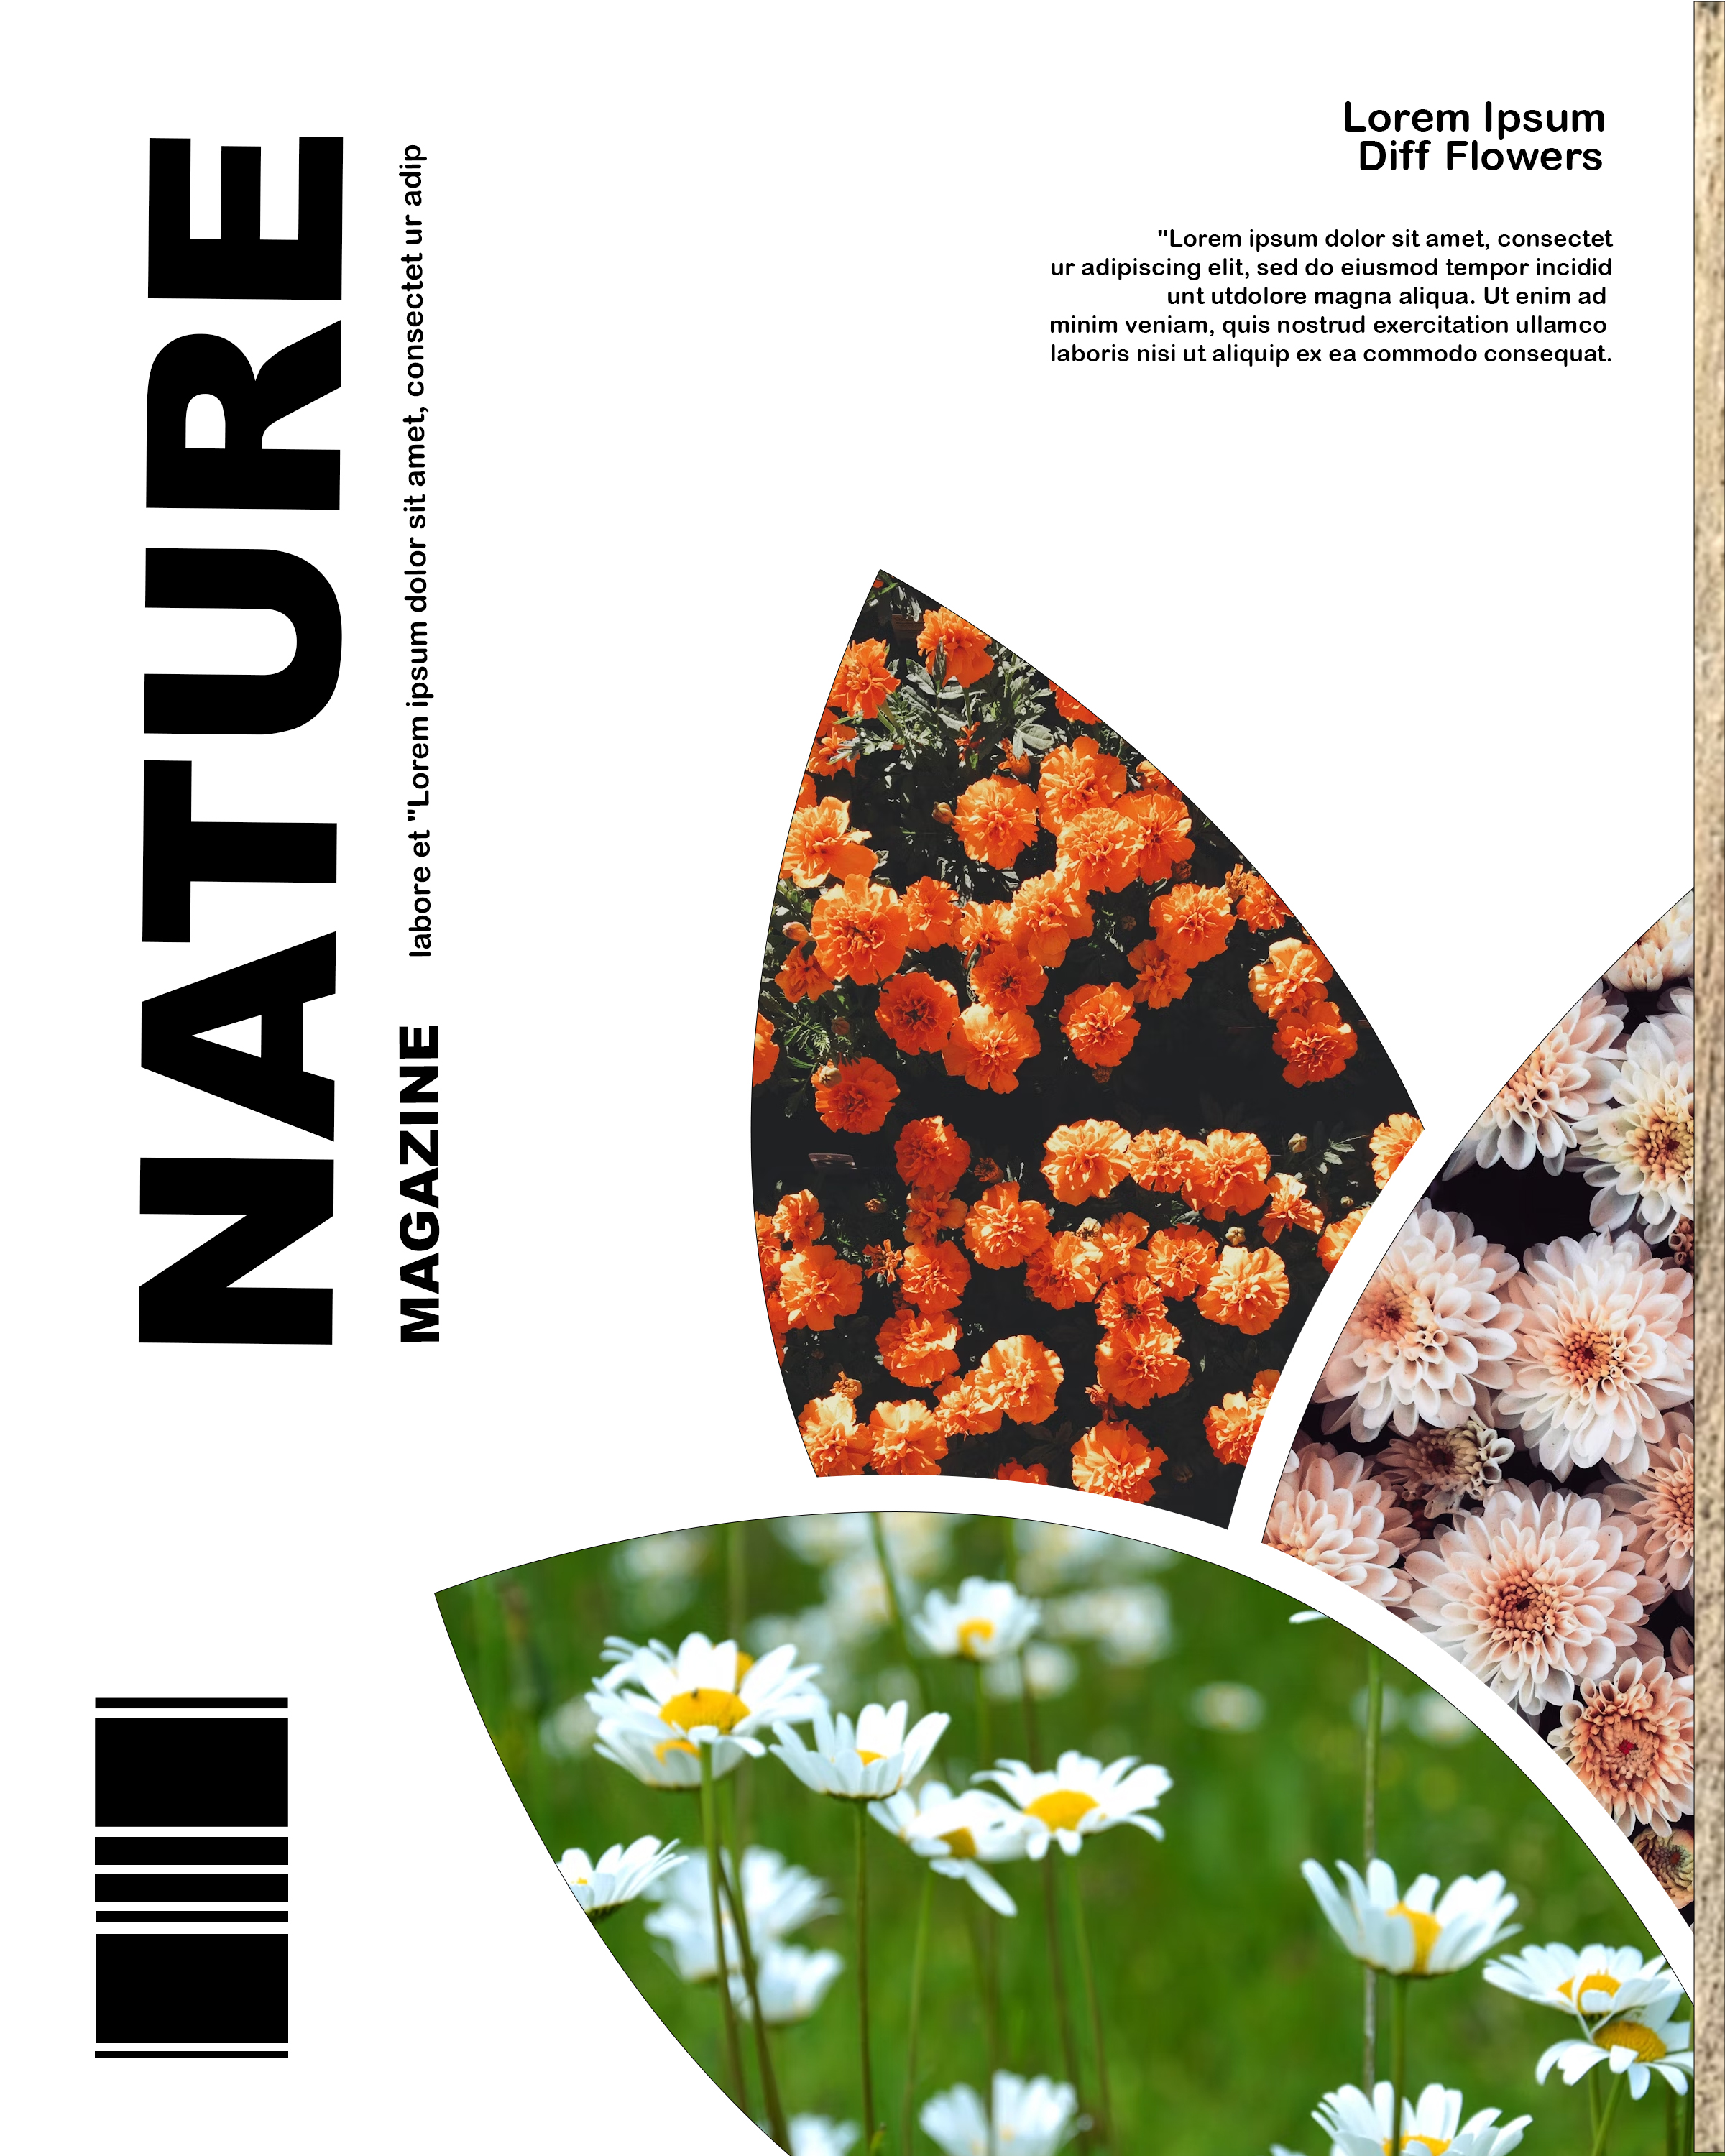 NATURE
MAGAZINE
labore et "Lorem ipsum dolor sit amet, consectet ur adip
Lorem Ipsum
Diff Flowers
"Lorem ipsum dolor sit amet, consectet
ur adipiscing elit, sed do eiusmod tempor incidid
unt utdolore magna aliqua. Ut enim ad
minim veniam, quis nostrud exercitation ullamco
laboris nisi ut aliquip ex ea commodo consequat.